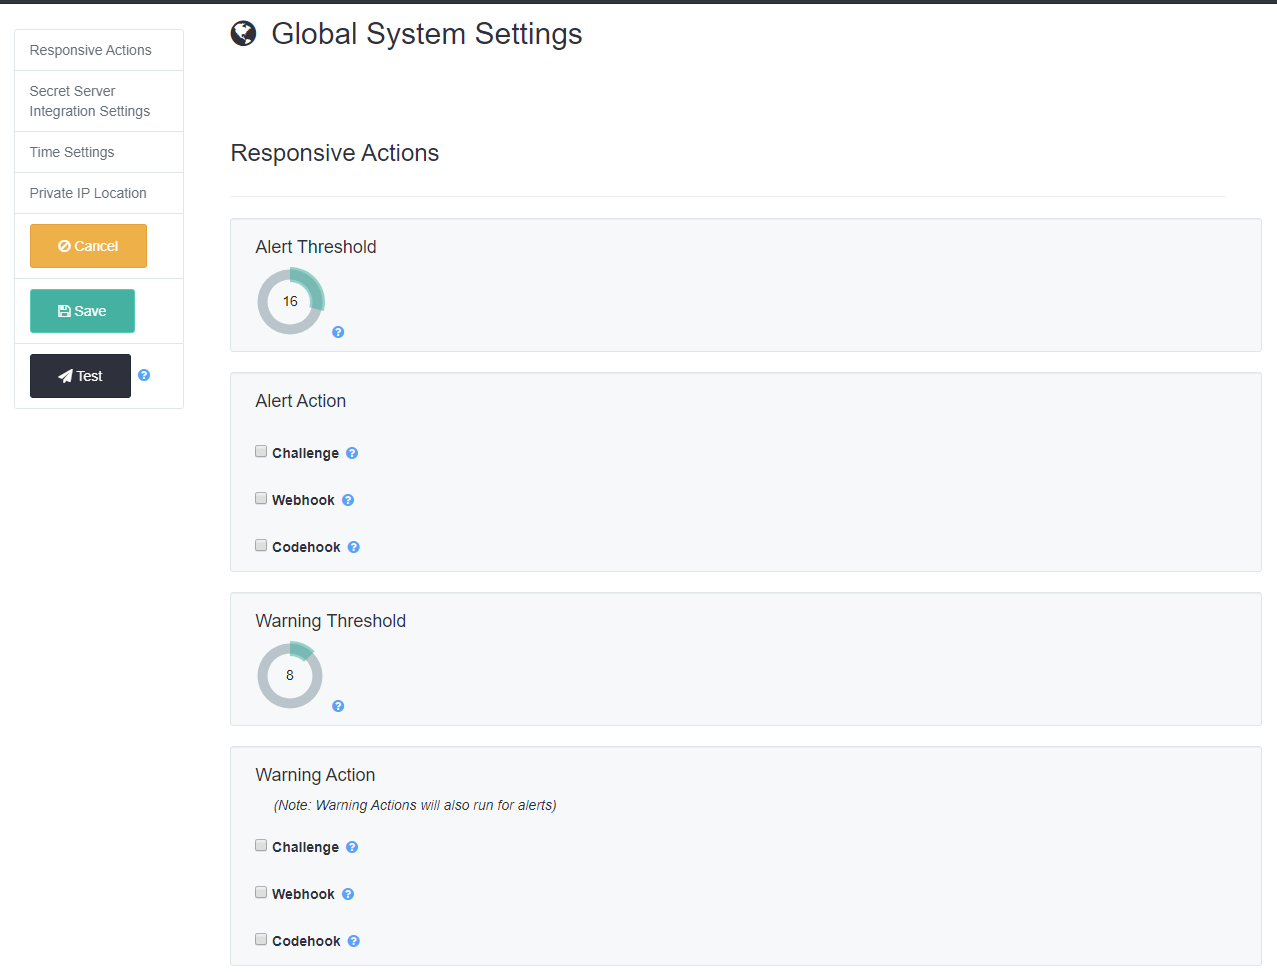 Global System Settings
Responsive Actions
Secret Server
Integration Settings
Time Settings
Private IP Location
Cancel
Save
Test
Responsive Actions
Alert Threshold
16
Alert Action
Challenge
Webhook
Codehook
Warning Threshold
8
Warning Action
(Note: Warning Actions will also run for alerts)
Challenge
Webhook
Codehook